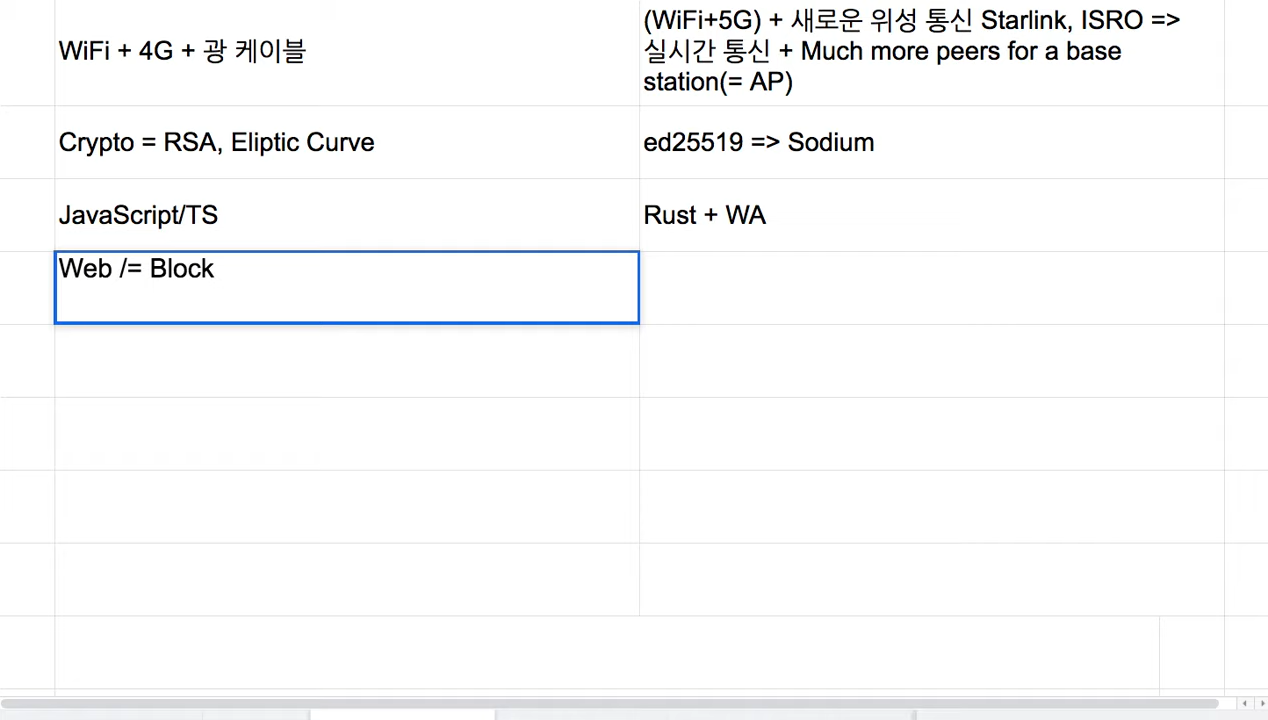 WiFi + 4G + 광 케이블
(WiFi+5G) + 새로운 위성 통신 Starlink, ISRO =>
실시간 통신 + Much more peers for a base
station(= AP)
Crypto = RSA, Eliptic Curve
ed25519 => Sodium
JavaScript/TS
Rust + WA
Web /= Block